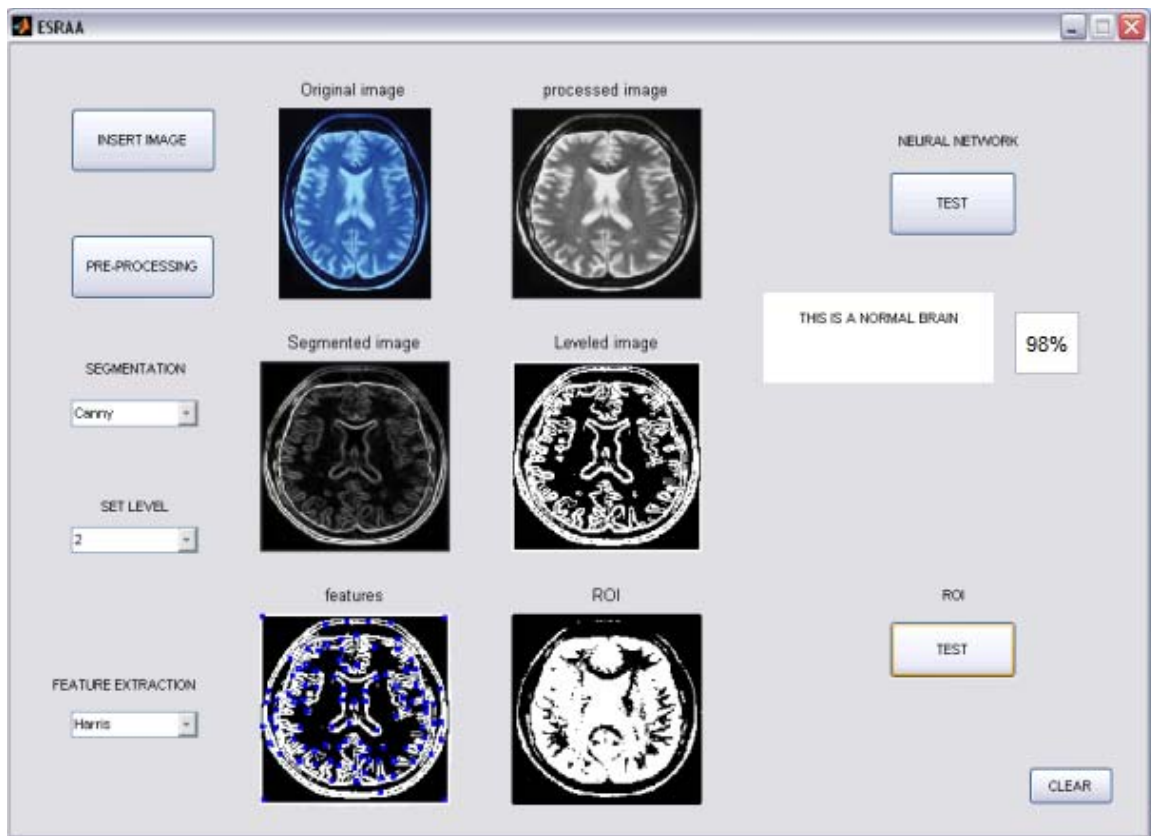 ESRAA
Original image
processed image
INSERT IMAGE
NEURAL NETWORK
TEST
PRE-PROCESSING
THIS IS A NORMAL BRAIN
98%
Segmented image
Leveled image
SEGMENTATION
Canny
SET LEVEL
2
features
ROI
ROI
TEST
FEATURE EXTRACTION
Harris
CLEAR